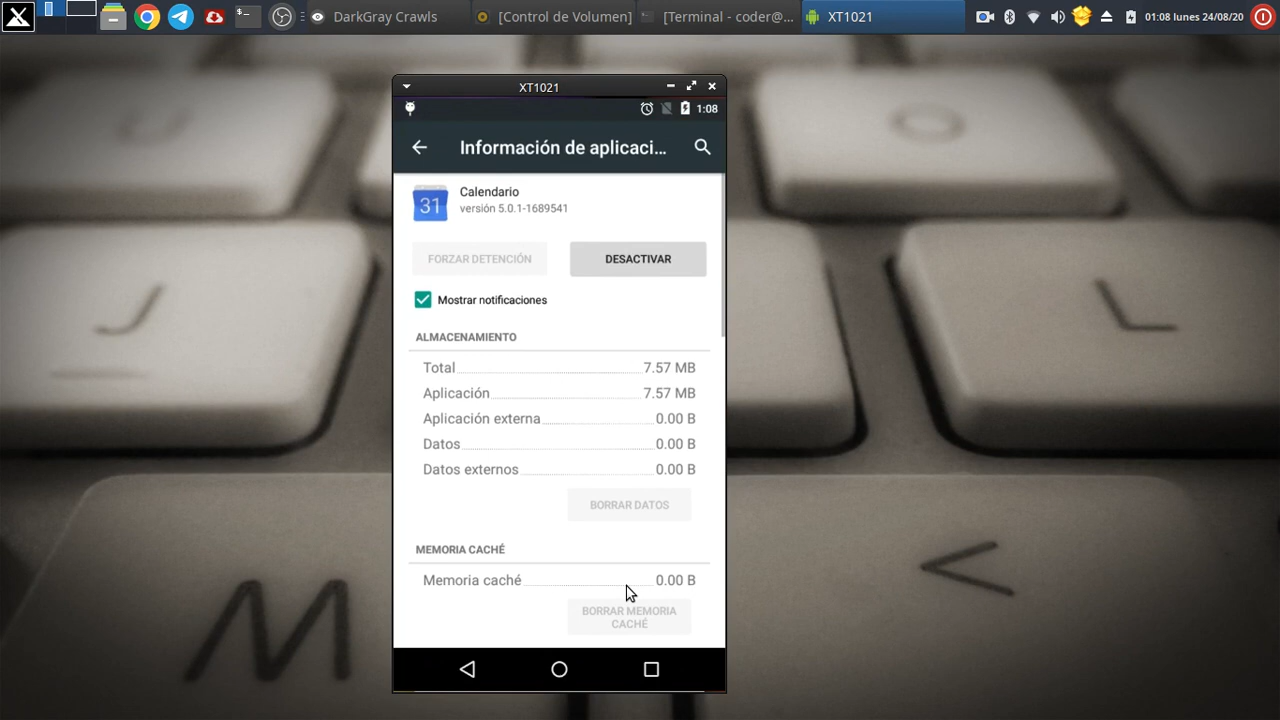 DarkGray Crawls
[Control de Volumen]
[Terminal - coder@...
XT1021
01:08 lunes 24/08/20
XT1021
1:08
Información de aplicaci...
31
Calendario
versión 5.0.1-1689541
FORZAR DETENCIÓN
DESACTIVAR
Mostrar notificaciones
ALMACENAMIENTO
Total 7.57 MB
Aplicación 7.57 MB
Aplicación externa 0.00 B
Datos 0.00 B
Datos externos 0.00 B
BORRAR DATOS
MEMORIA CACHÉ
Memoria caché 0.00 B
BORRAR MEMORIA
CACHÉ
J
L
M
<